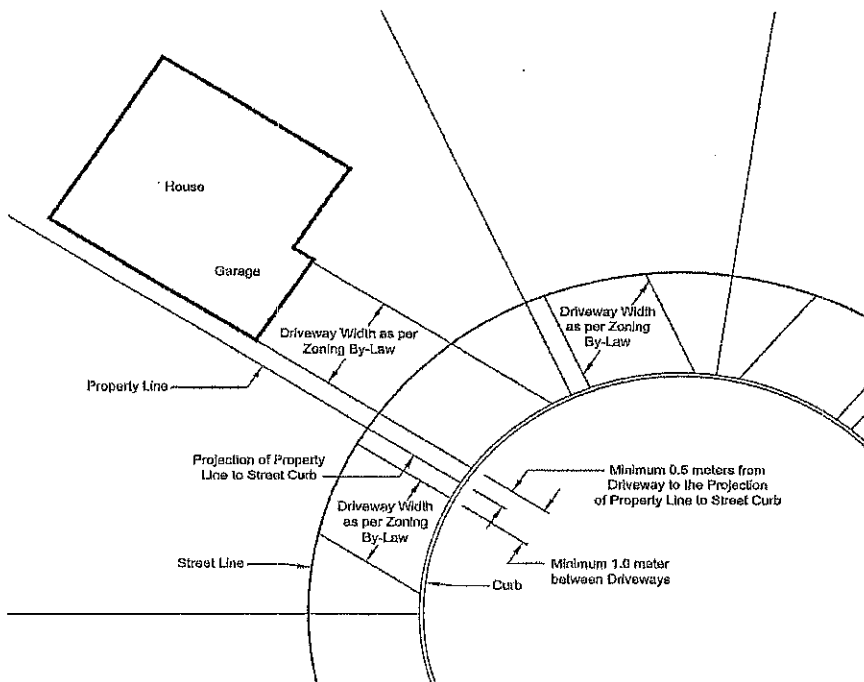 House
Garage
Driveway Width as per
Zoning By-Law
Driveway Width
as per Zoning
By-Law
Property Line
Projection of Property
Line to Street Curb
Minimum 0.5 meters from
Driveway to the Projection
of Property Line to Street Curb
Driveway Width
as per Zoning
By-Law
Street Line
Curb
Minimum 1.0 meter
between Driveways